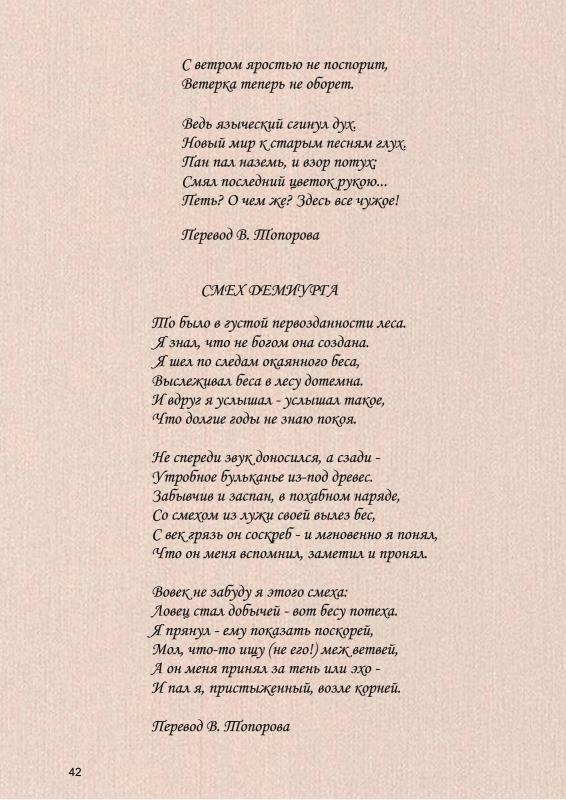 С ветром яростью не поспорит,
Ветерка теперь не оборет.
Ведь языческий сгинул дух.
Новый мир к старым песням глух.
Пан пал наземь, и взор потух;
Смял последний цветок рукою...
Петь? О чем же? Здесь все чужое!
Перевод В. Топорова
СМЕХ ДЕМИУРГА
То было в густой первозданности леса.
Я знал, что не богом она создана.
Я шел по следам окаянного беса,
Выслеживал беса в лесу дотемна.
И вдруг я услышал - услышал такое,
Что долгие годы не знаю покоя.
Не спереди звук доносился, а сзади -
Утробное бульканье из-под древес.
Забывчив и заспан, в похабном наряде,
Со смехом из лужи своей вылез бес,
С век грязь он соскреб - и мгновенно я понял,
Что он меня вспомнил, заметил и пронял.
Вовек не забуду я этого смеха:
Ловец стал добычей - вот бесу потеха.
Я прянул - ему показать поскорей,
Мол, что-то ищу (не его!) меж ветвей,
А он меня принял за тень или эхо -
И пал я, пристыженный, возле корней.
Перевод В. Топорова
42